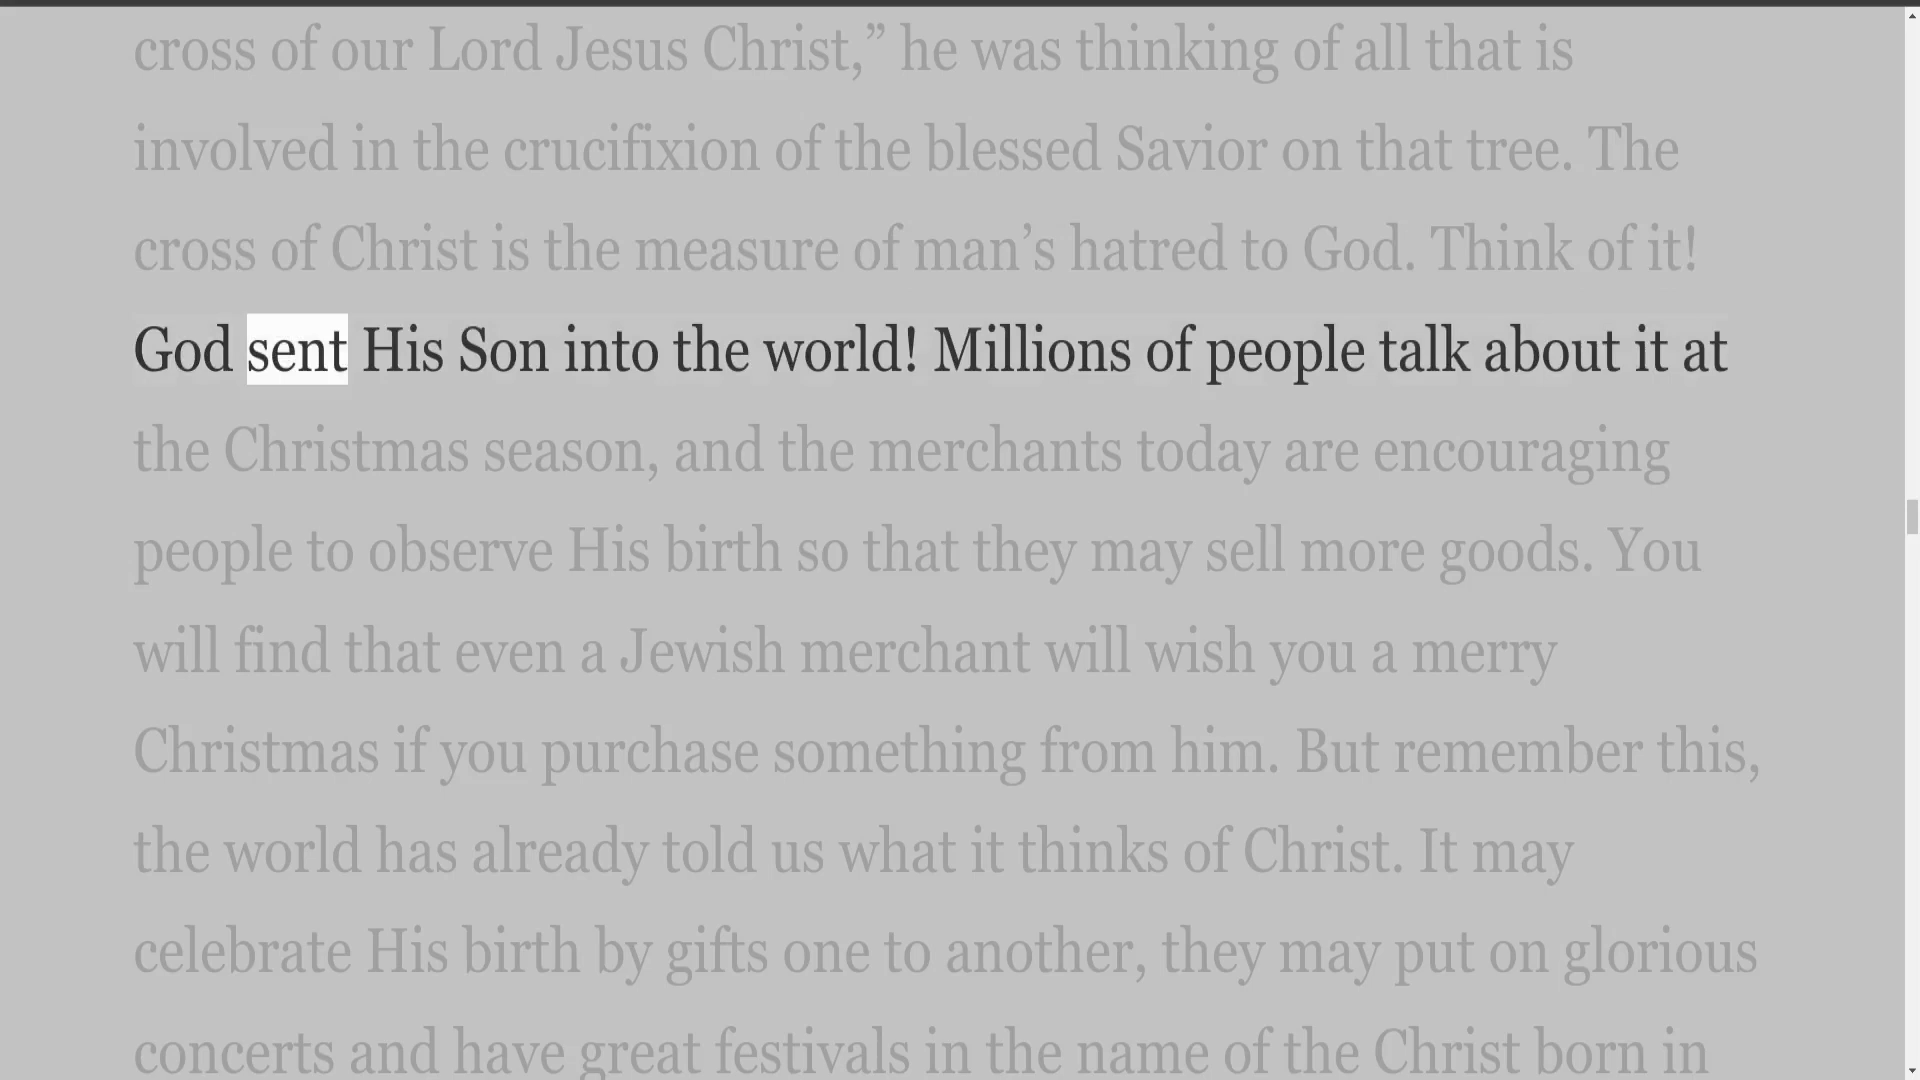 cross of our Lord Jesus Christ,” he was thinking of all that is
involved in the crucifixion of the blessed Savior on that tree. The
cross of Christ is the measure of man’s hatred to God. Think of it!
God sent His Son into the world! Millions of people talk about it at
the Christmas season, and the merchants today are encouraging
people to observe His birth so that they may sell more goods. You
will find that even a Jewish merchant will wish you a merry
Christmas if you purchase something from him. But remember this,
the world has already told us what it thinks of Christ. It may
celebrate His birth by gifts one to another, they may put on glorious
concerts and have great festivals in the name of the Christ born in